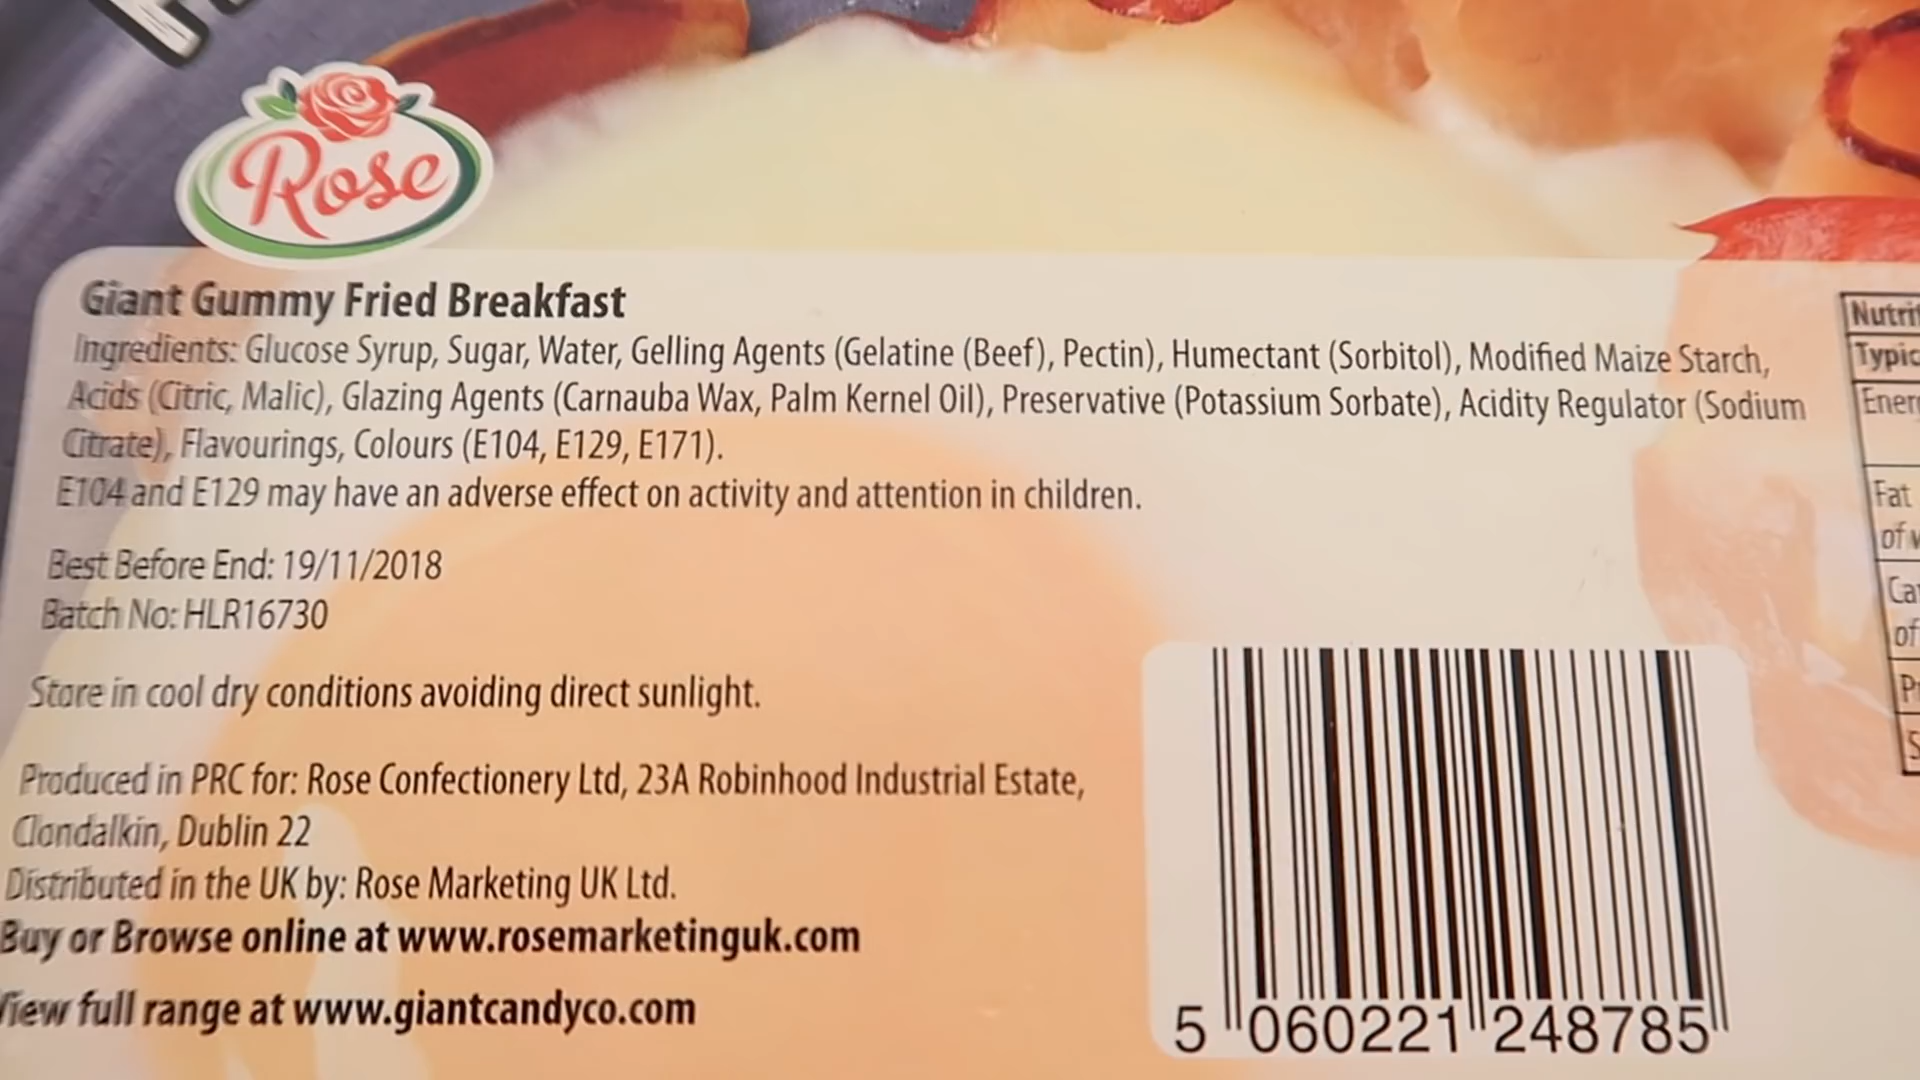 Rose
Giant Gummy Fried Breakfast
Ingredients: Glucose Syrup, Sugar, Water, Gelling Agents (Gelatine (Beef), Pectin), Humectant (Sorbitol), Modified Maize Starch,
Acids (Citric, Malic), Glazing Agents (Carnauba Wax, Palm Kernel Oil), Preservative (Potassium Sorbate), Acidity Regulator (Sodium
Citrate), Flavourings, Colours (E104, E129, E171).
E104 and E129 may have an adverse effect on activity and attention in children.
Best Before End: 19/11/2018
Batch No: HLR16730
Store in cool dry conditions avoiding direct sunlight.
Produced in PRC for: Rose Confectionery Ltd, 23A Robinhood Industrial Estate,
Clondalkin, Dublin 22
Distributed in the UK by: Rose Marketing UK Ltd.
Buy or Browse online at www.rosemarketinguk.com
View full range at www.giantcandyco.com
5 060221 248785
Nutrit
Typic
Ener
Fat
of
Ca
of
P
S